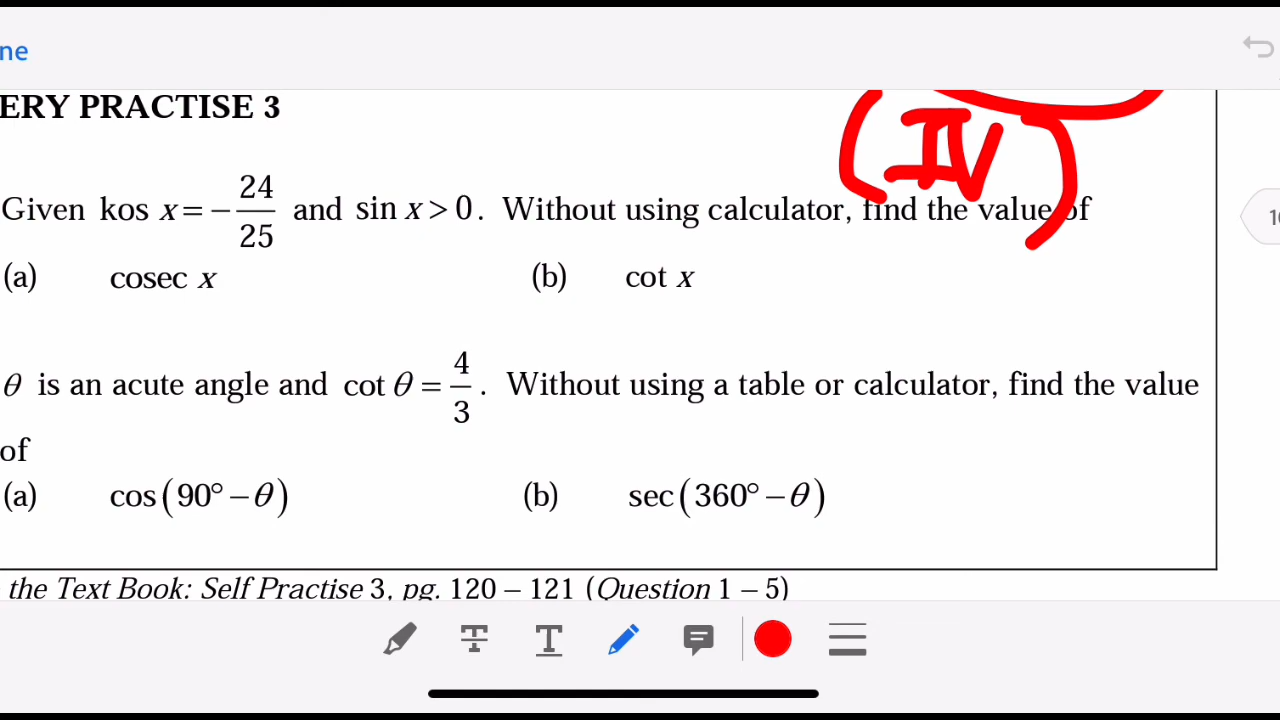 ne
ERY PRACTISE 3
(IV)
Given kos x = − 24/25 and sin x > 0. Without using calculator, find the value of
(a) cosec x (b) cot x
10
θ is an acute angle and cot θ = 4/3. Without using a table or calculator, find the value
of
(a) cos(90° − θ) (b) sec(360° − θ)
the Text Book: Self Practise 3, pg. 120 – 121 (Question 1 – 5)
T T